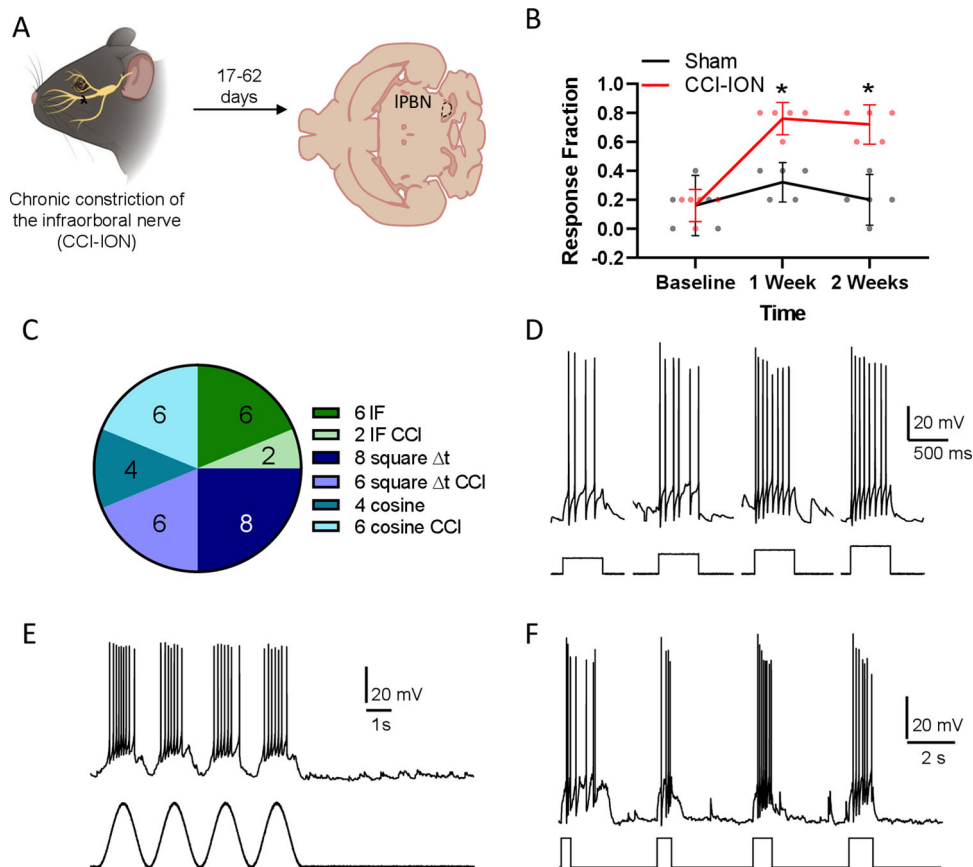 A
17-62
days
IPBN
Chronic constriction of
the infraorboral nerve
(CCI-ION)
B
Sham
CCI-ION
* *
Response Fraction
1.0
0.8
0.6
0.4
0.2
0.0
-0.2
Baseline 1 Week 2 Weeks
Time
C
6 6
2
4
6 8
6 IF
2 IF CCI
8 square Δt
6 square Δt CCI
4 cosine
6 cosine CCI
D
20 mV
500 ms
E
20 mV
1s
F
20 mV
2 s